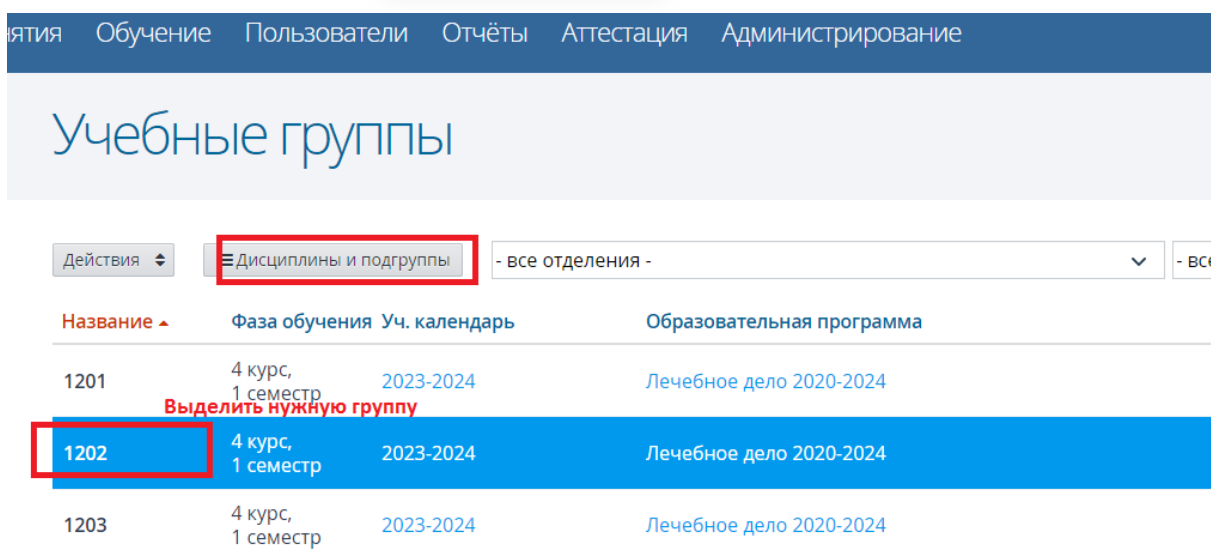 нятия Обучение Пользователи Отчёты Аттестация Администрирование
Учебные группы
Действия Дисциплины и подгруппы - все отделения - - все
Название Фаза обучения Уч. календарь Образовательная программа
1201 4 курс, 1 семестр 2023-2024 Лечебное дело 2020-2024
Выделить нужную группу
1202 4 курс, 1 семестр 2023-2024 Лечебное дело 2020-2024
1203 4 курс, 1 семестр 2023-2024 Лечебное дело 2020-2024